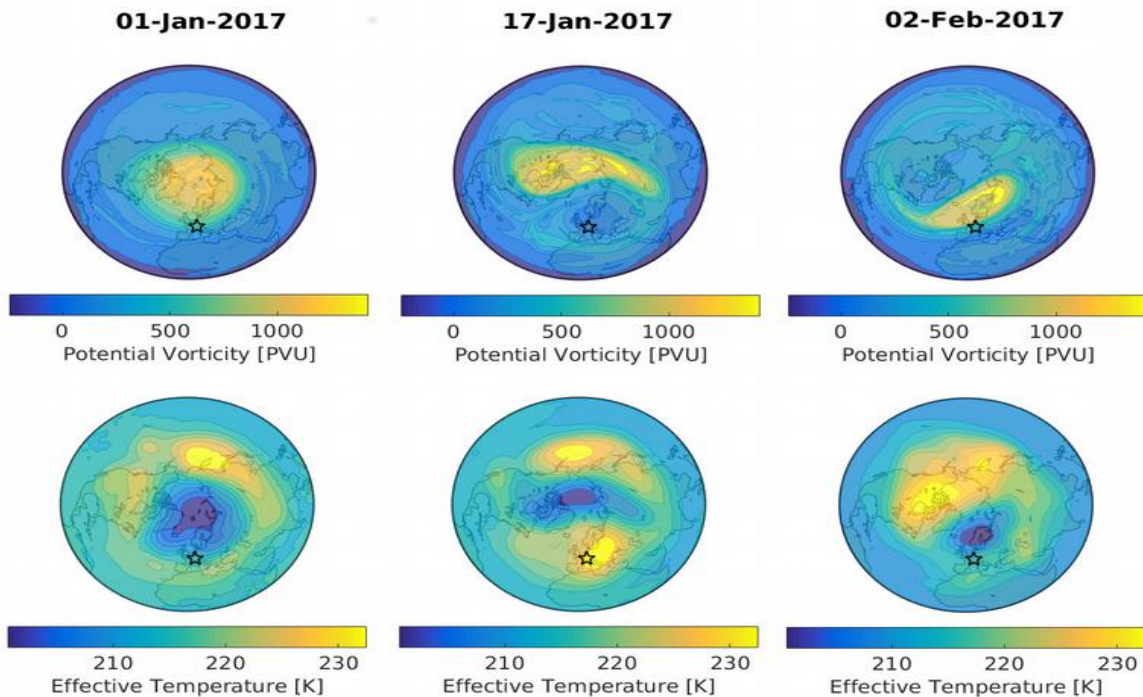 01-Jan-2017
17-Jan-2017
02-Feb-2017
0 500 1000
Potential Vorticity [PVU]
0 500 1000
Potential Vorticity [PVU]
0 500 1000
Potential Vorticity [PVU]
210 220 230
Effective Temperature [K]
210 220 230
Effective Temperature [K]
210 220 230
Effective Temperature [K]